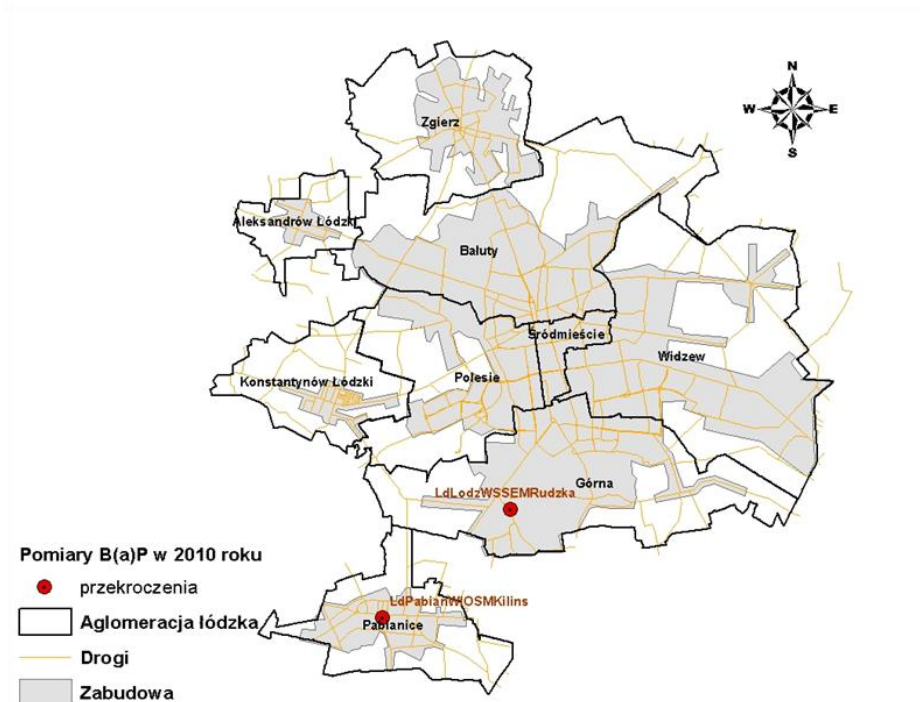 N
W
E
S
Zgierz
Aleksandrów Łódzki
Bałuty
Śródmieście
Widzew
Polesie
Konstantynów Łódzki
Górna
LdLodzWSSEMRudzka
LdPabianWIOSMKilins
Pabianice
Pomiary B(a)P w 2010 roku
przekroczenia
Aglomeracja łódzka
Drogi
Zabudowa